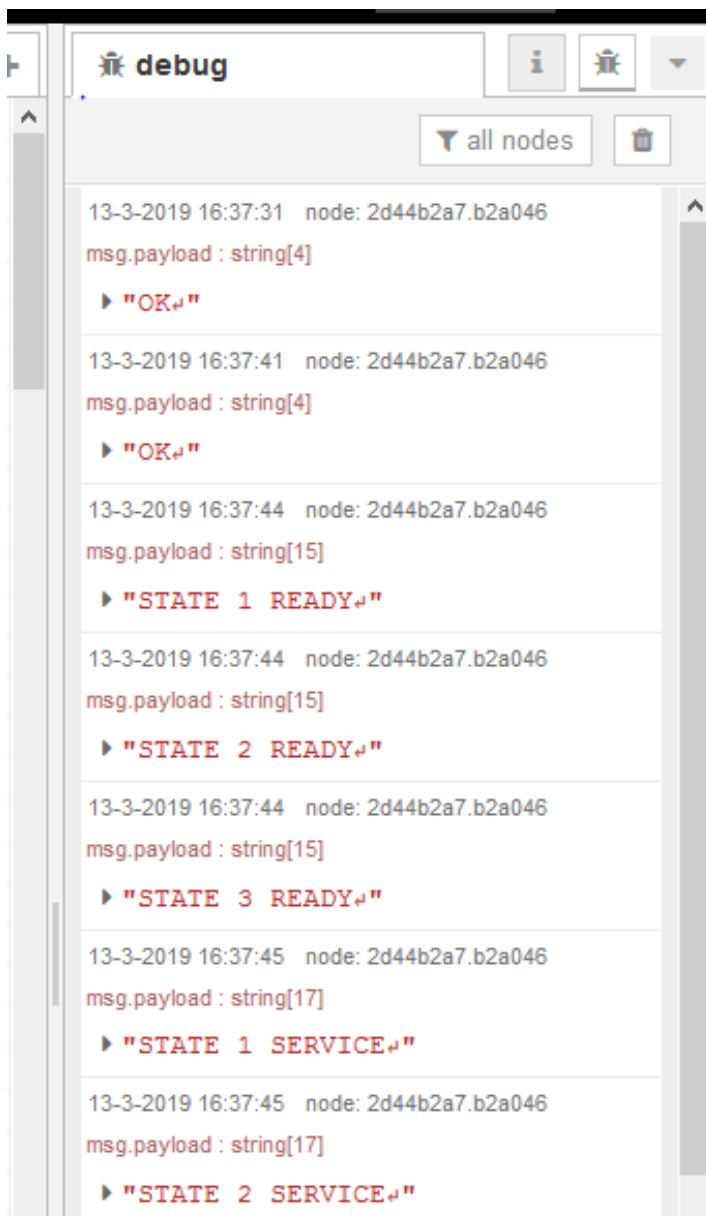 debug
i
all nodes
13-3-2019 16:37:31 node: 2d44b2a7.b2a046
msg.payload : string[4]
"OK↵"
13-3-2019 16:37:41 node: 2d44b2a7.b2a046
msg.payload : string[4]
"OK↵"
13-3-2019 16:37:44 node: 2d44b2a7.b2a046
msg.payload : string[15]
"STATE 1 READY↵"
13-3-2019 16:37:44 node: 2d44b2a7.b2a046
msg.payload : string[15]
"STATE 2 READY↵"
13-3-2019 16:37:44 node: 2d44b2a7.b2a046
msg.payload : string[15]
"STATE 3 READY↵"
13-3-2019 16:37:45 node: 2d44b2a7.b2a046
msg.payload : string[17]
"STATE 1 SERVICE↵"
13-3-2019 16:37:45 node: 2d44b2a7.b2a046
msg.payload : string[17]
"STATE 2 SERVICE↵"